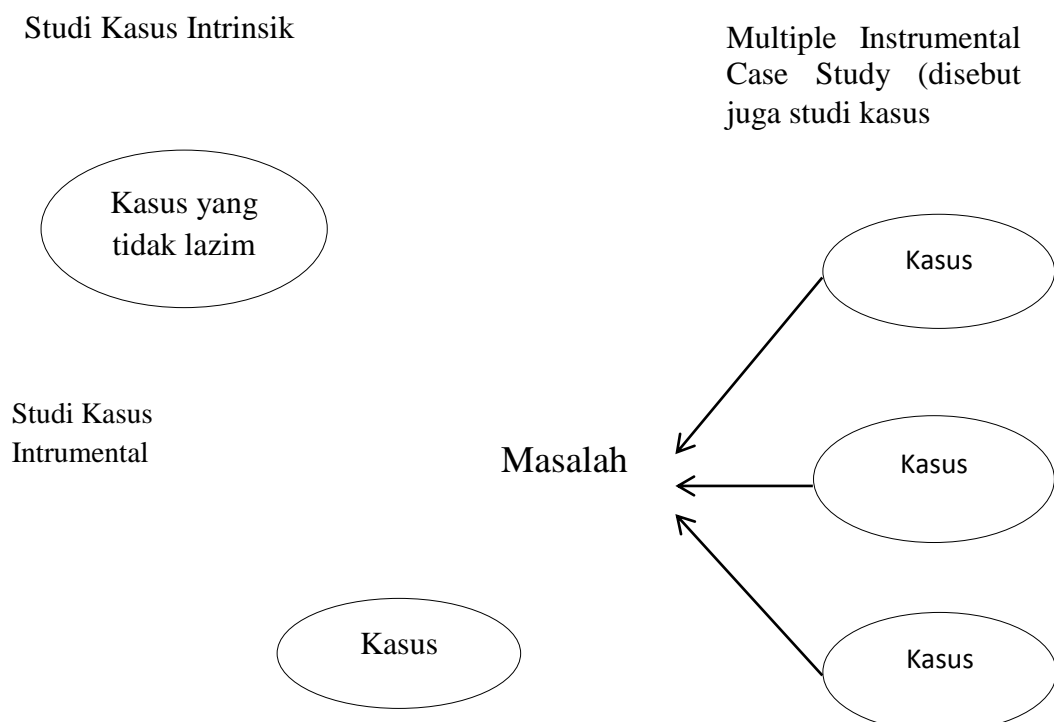 Studi Kasus Intrinsik
Multiple Instrumental
Case Study (disebut
juga studi kasus
Kasus yang
tidak lazim
Kasus
Studi Kasus
Intrumental
Masalah
Kasus
Kasus
Kasus